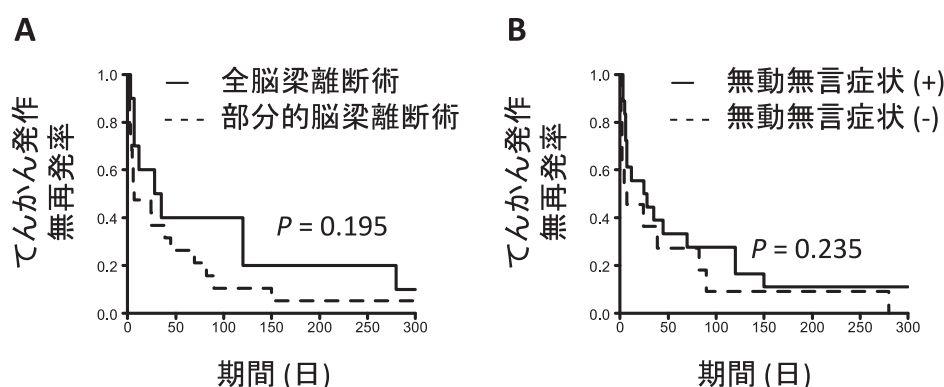 A
てんかん発作
無再発率
1.0
0.8
0.6
0.4
0.2
0.0
全脳梁離断術
部分的脳梁離断術
P = 0.195
0 50 100 150 200 250 300
期間 (日)
B
てんかん発作
無再発率
1.0
0.8
0.6
0.4
0.2
0.0
無動無言症状 (+)
無動無言症状 (-)
P = 0.235
0 50 100 150 200 250 300
期間 (日)